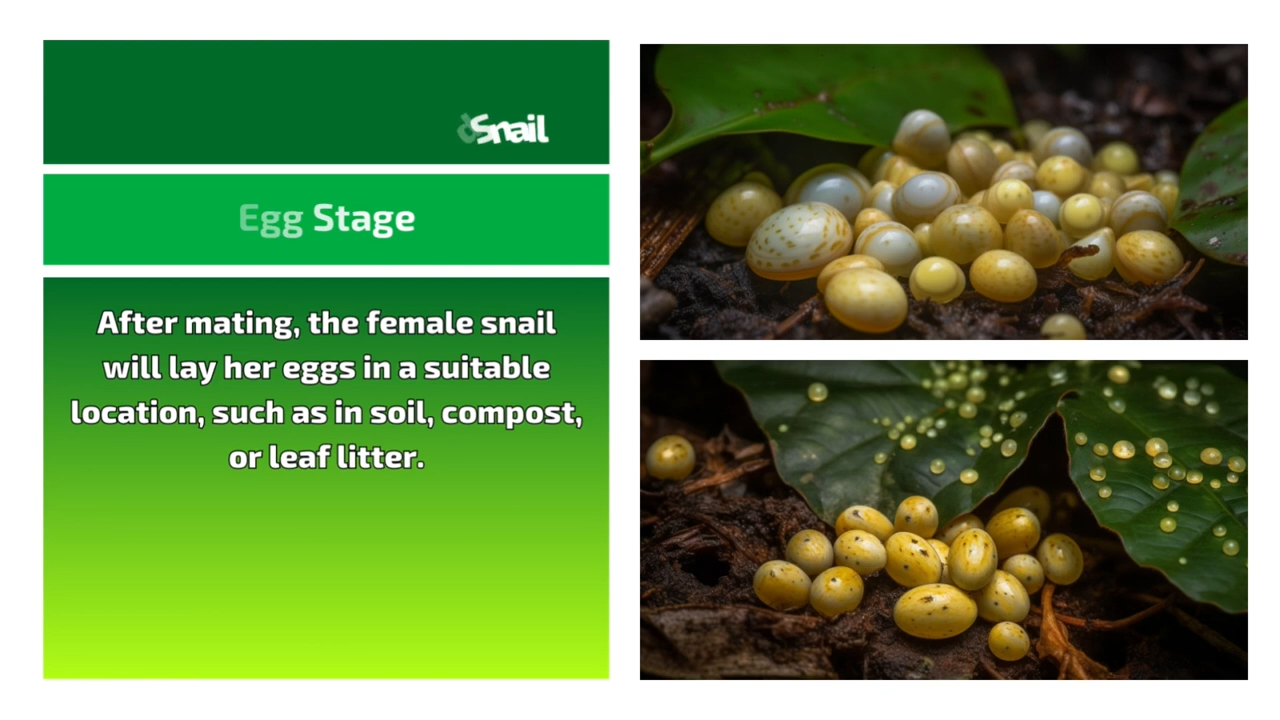 Snail
Egg Stage
After mating, the female snail
will lay her eggs in a suitable
location, such as in soil, compost,
or leaf litter.